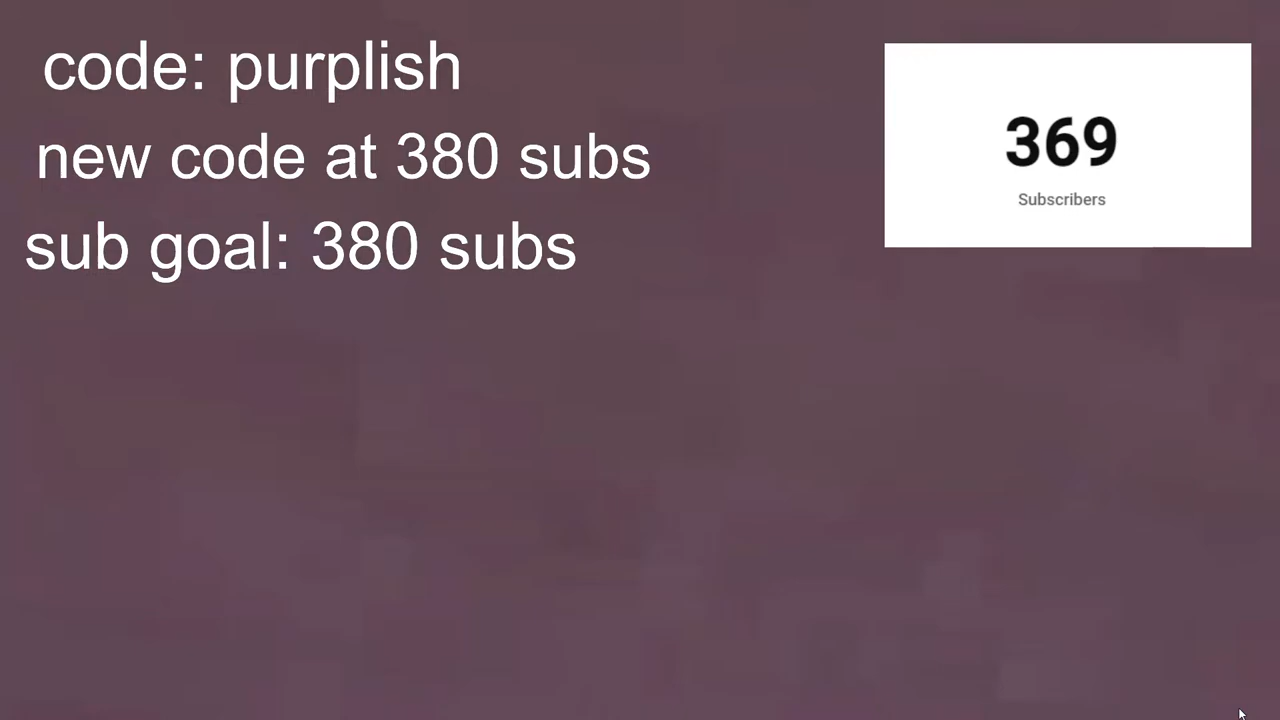 code: purplish
new code at 380 subs
sub goal: 380 subs
369
Subscribers